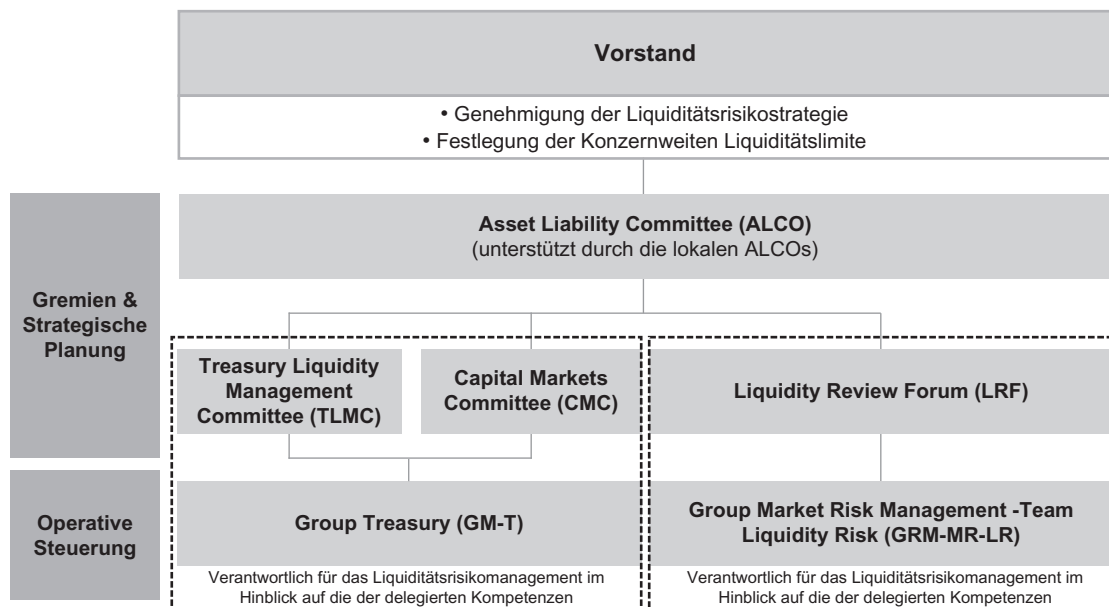 Vorstand
• Genehmigung der Liquiditätsrisikostrategie
• Festlegung der Konzernweiten Liquiditätslimite
Asset Liability Committee (ALCO)
(unterstützt durch die lokalen ALCOs)
Gremien &
Strategische
Planung
Treasury Liquidity
Management
Committee (TLMC)
Capital Markets
Committee (CMC)
Liquidity Review Forum (LRF)
Operative
Steuerung
Group Treasury (GM-T)
Group Market Risk Management -Team
Liquidity Risk (GRM-MR-LR)
Verantwortlich für das Liquiditätsrisikomanagement im
Hinblick auf die der delegierten Kompetenzen
Verantwortlich für das Liquiditätsrisikomanagement im
Hinblick auf die der delegierten Kompetenzen